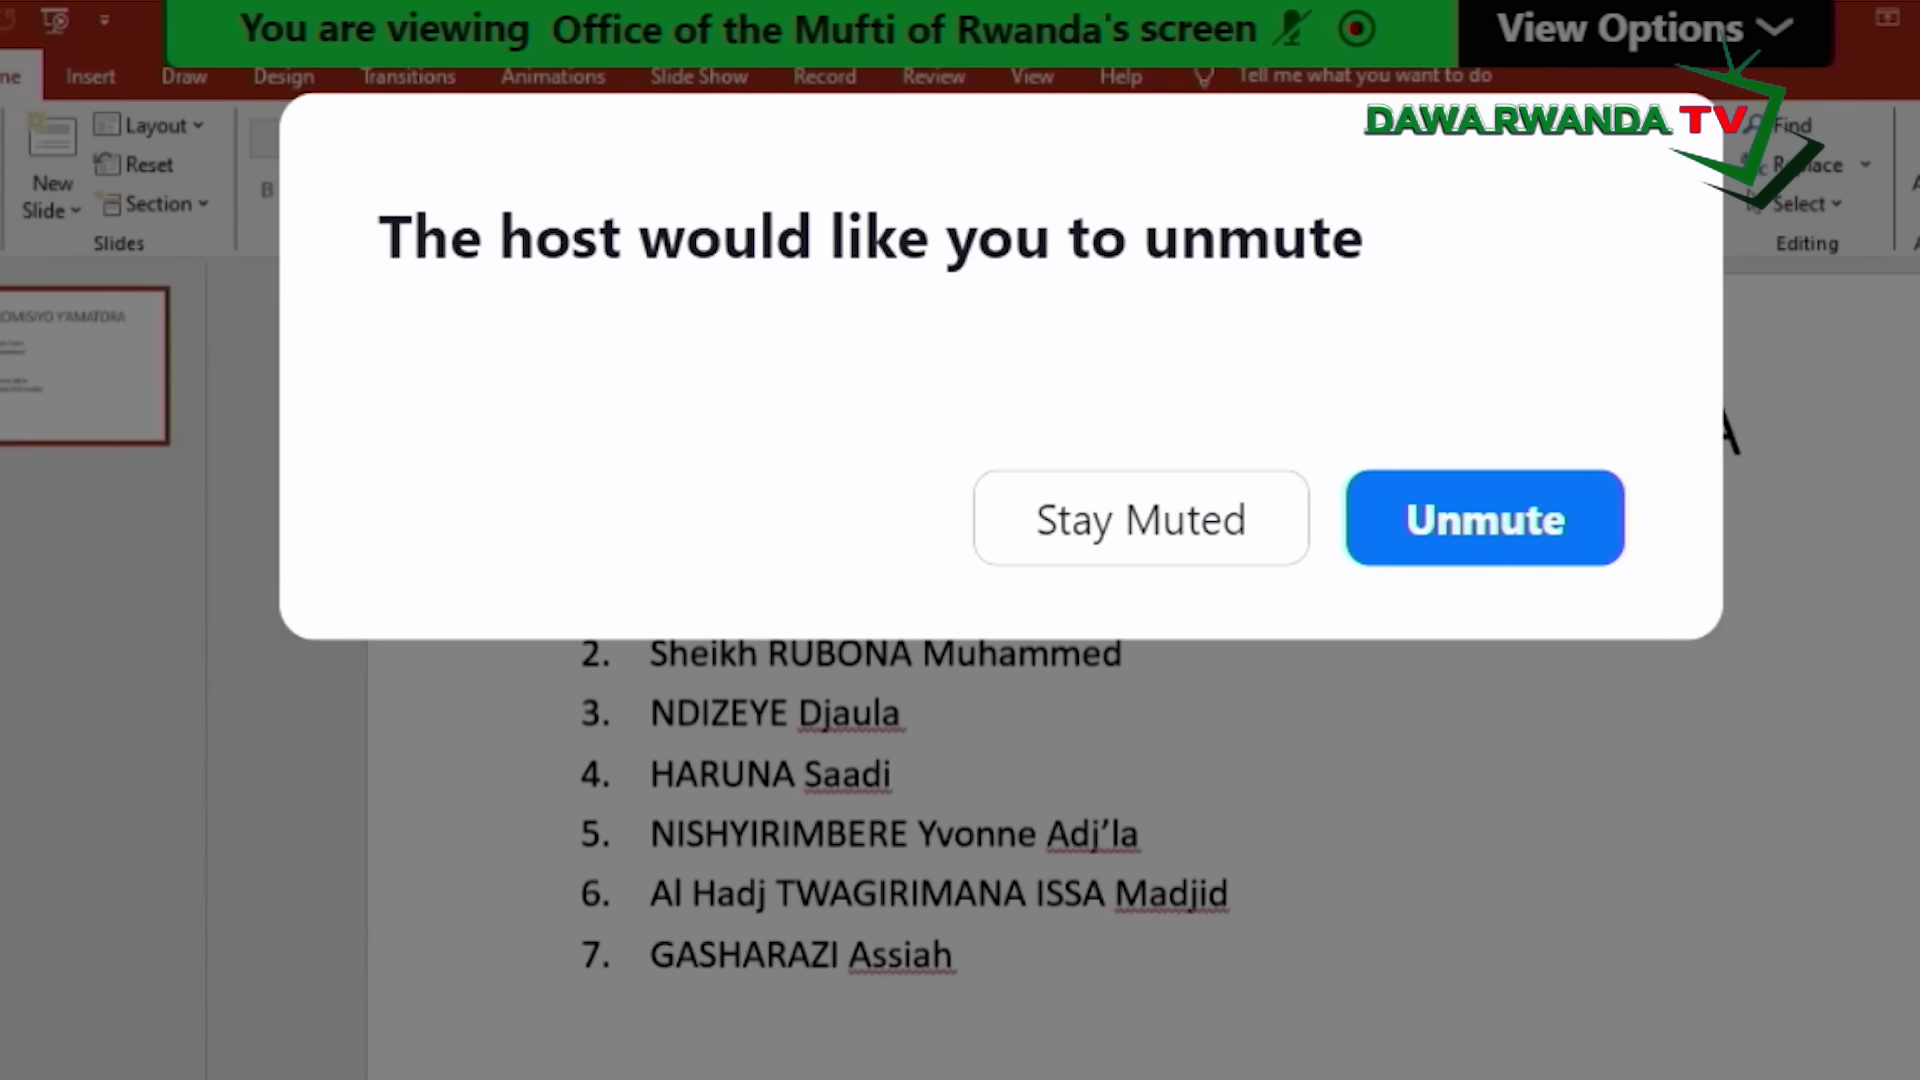 You are viewing Office of the Mufti of Rwanda's screen
View Options
Insert Draw Design Transitions Animations Slide Show Record Review View Help Tell me what you want to do
DAWA RWANDA TV
Layout
Reset
Section
New
Slide
Slides
B
Find
Replace
Select
Editing
The host would like you to unmute
Stay Muted Unmute
Y'AMATORA
2. Sheikh RUBONA Muhammed
3. NDIZEYE Djaula
4. HARUNA Saadi
5. NISHYIRIMBERE Yvonne Adj’la
6. Al Hadj TWAGIRIMANA ISSA Madjid
7. GASHARAZI Assiah